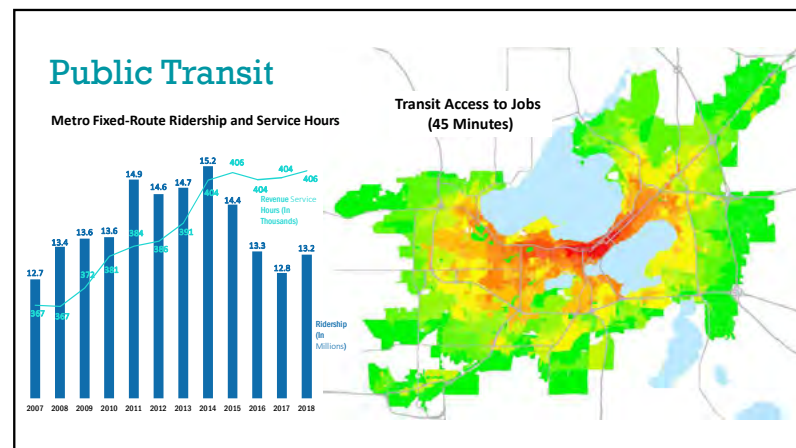 Public Transit
Metro Fixed-Route Ridership and Service Hours
14.9
14.6
14.7
15.2
14.4
13.3
12.8
13.2
12.7
13.4
13.6
13.6
367
367
372
381
384
386
391
404
406
404
404
406
Revenue Service
Hours (In
Thousands)
Ridership
(In
Millions)
2007 2008 2009 2010 2011 2012 2013 2014 2015 2016 2017 2018
Transit Access to Jobs
(45 Minutes)